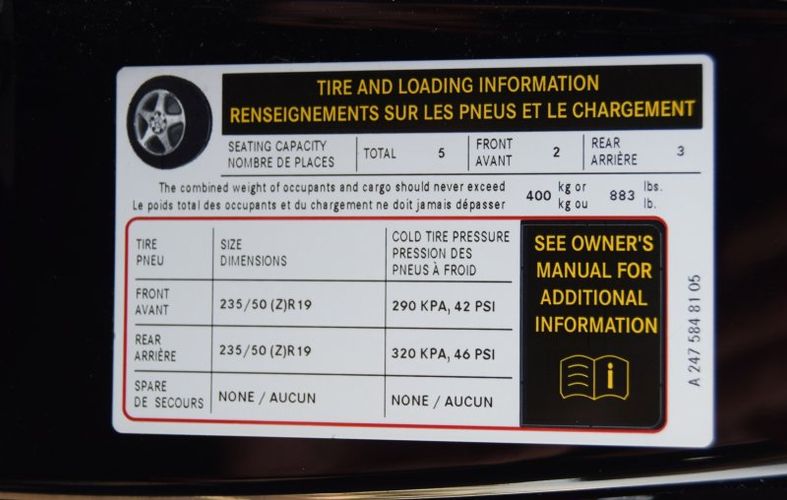 TIRE AND LOADING INFORMATION
RENSEIGNEMENTS SUR LES PNEUS ET LE CHARGEMENT
SEATING CAPACITY
NOMBRE DE PLACES
TOTAL 5
FRONT
AVANT
2
REAR
ARRIÈRE
3
The combined weight of occupants and cargo should never exceed
Le poids total des occupants et du chargement ne doit jamais dépasser
400
kg or
kg ou
883
lbs.
lb.
TIRE
PNEU
SIZE
DIMENSIONS
COLD TIRE PRESSURE
PRESSION DES
PNEUS À FROID
FRONT
AVANT
235/50 (Z)R19
290 KPA, 42 PSI
REAR
ARRIÈRE
235/50 (Z)R19
320 KPA, 46 PSI
SPARE
DE SECOURS
NONE / AUCUN
NONE / AUCUN
SEE OWNER'S
MANUAL FOR
ADDITIONAL
INFORMATION
i
A 247 584 81 05